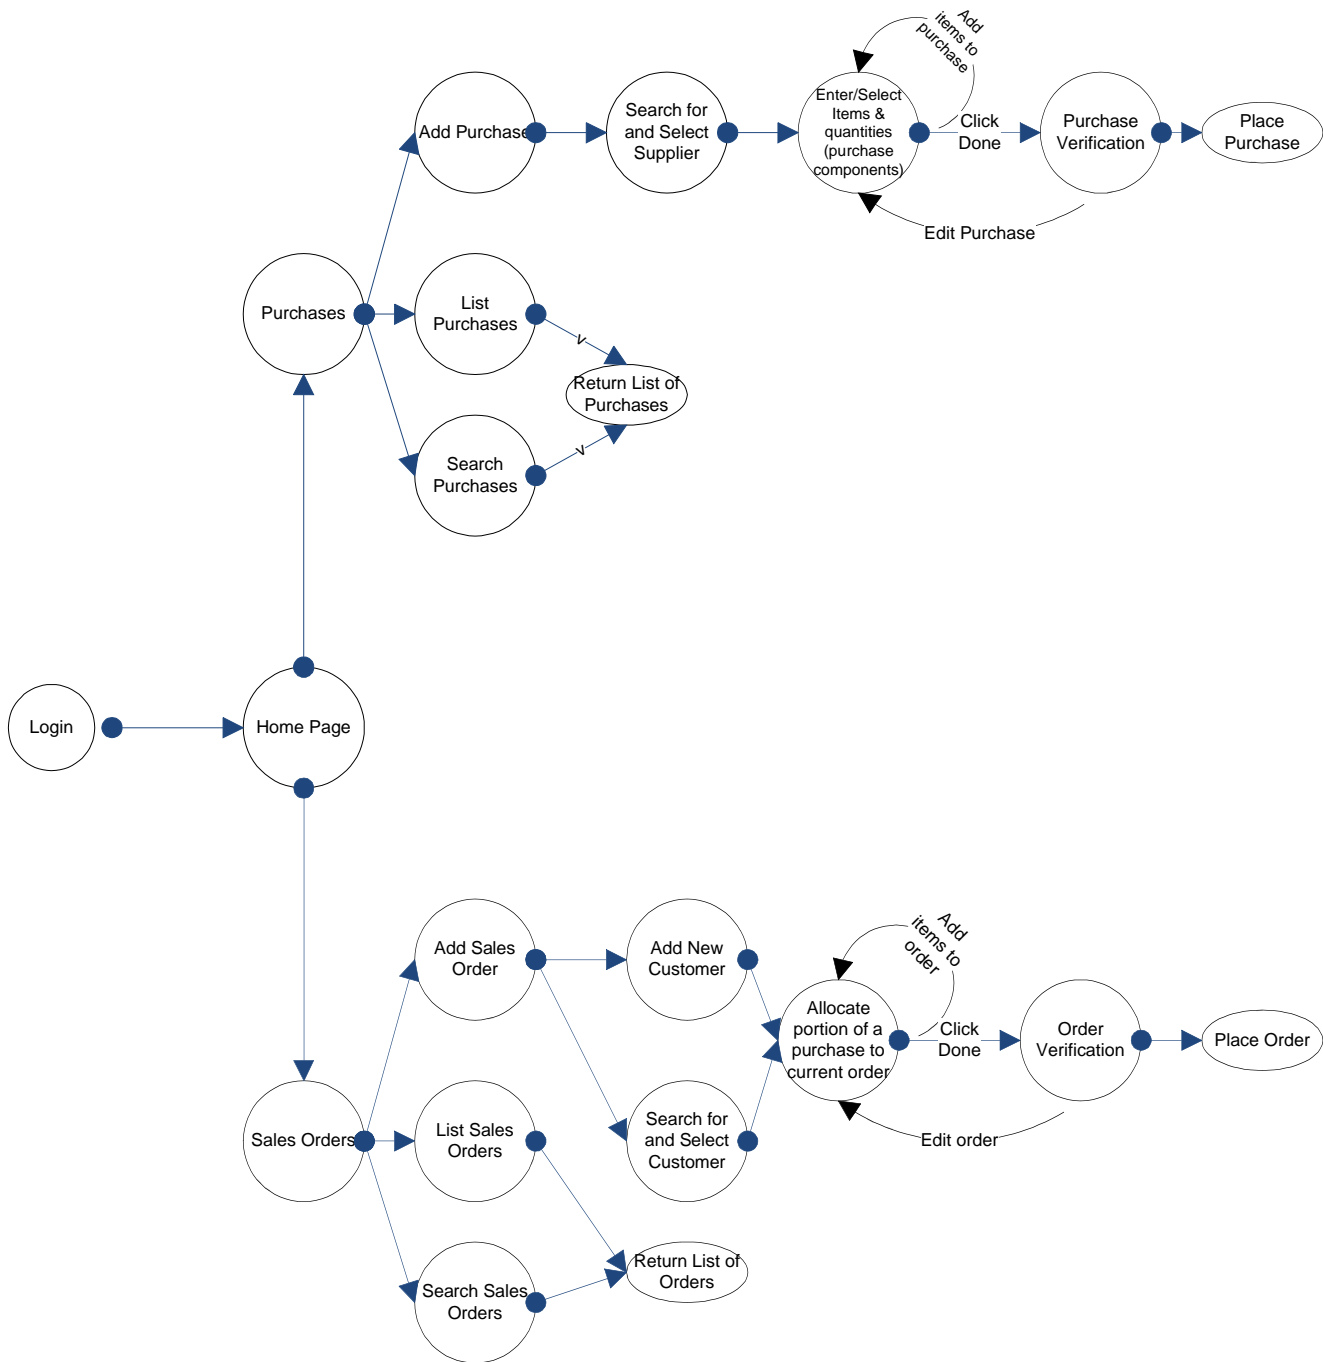 Add
items to
purchase
Add Purchase
Search for
and Select
Supplier
Enter/Select
Items &
quantities
(purchase
components)
Click
Done
Purchase
Verification
Place
Purchase
Edit Purchase
Purchases
List
Purchases
v
Return List of
Purchases
v
Search
Purchases
Login
Home Page
Add
items to
order
Add Sales
Order
Add New
Customer
Allocate
portion of a
purchase to
current order
Click
Done
Order
Verification
Place Order
Edit order
Sales Orders
List Sales
Orders
Search for
and Select
Customer
Return List of
Orders
Search Sales
Orders